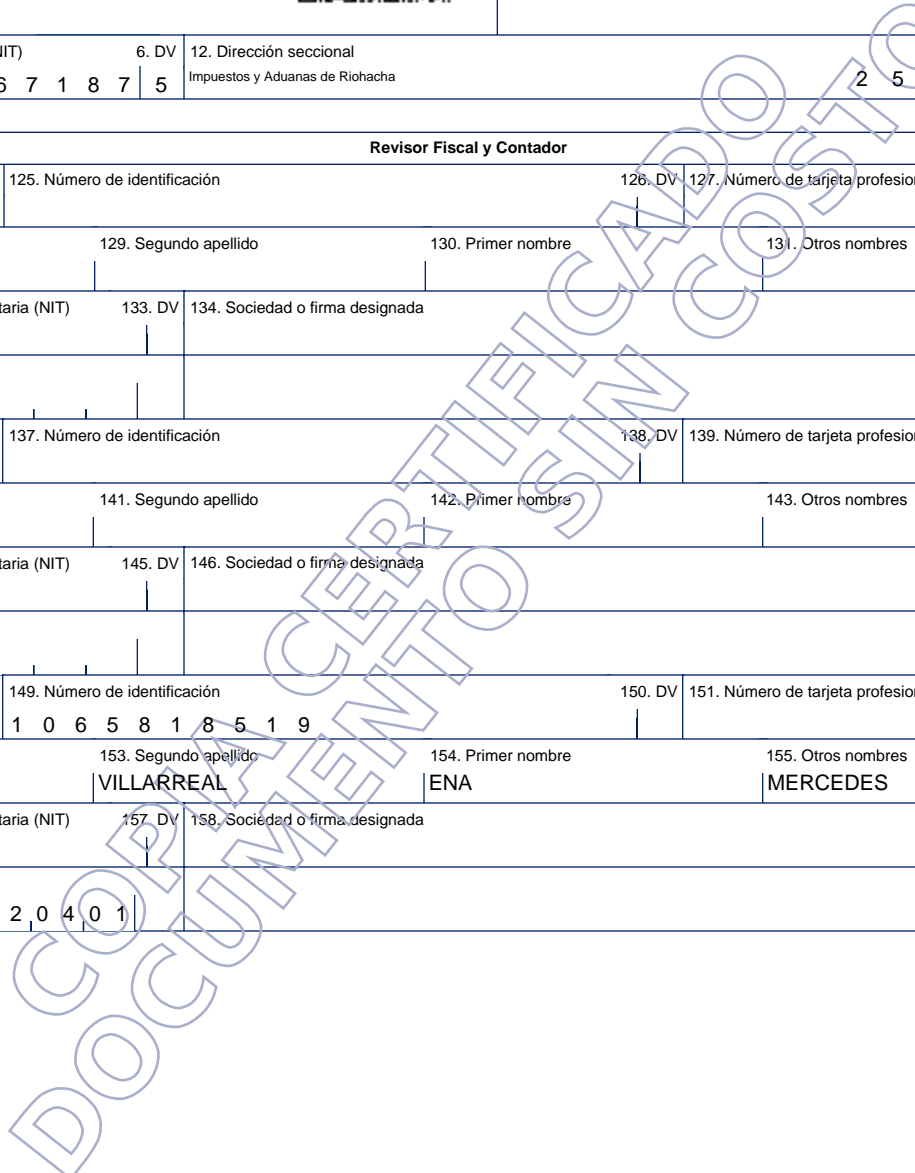 NIT) 6. DV 12. Dirección seccional
6 7 1 8 7 5 Impuestos y Aduanas de Riohacha 2 5
Revisor Fiscal y Contador
125. Número de identificación 126. DV 127. Número de tarjeta profesion
129. Segundo apellido 130. Primer nombre 131. Otros nombres
taria (NIT) 133. DV 134. Sociedad o firma designada
137. Número de identificación 138. DV 139. Número de tarjeta profesion
141. Segundo apellido 142. Primer nombre 143. Otros nombres
taria (NIT) 145. DV 146. Sociedad o firma designada
149. Número de identificación 150. DV 151. Número de tarjeta profesion
1 0 6 5 8 1 8 5 1 9
153. Segundo apellido 154. Primer nombre 155. Otros nombres
VILLARREAL ENA MERCEDES
taria (NIT) 157. DV 158. Sociedad o firma designada
2 0 4 0 1
COPIA CERTIFICADO
DOCUMENTO SIN COSTO